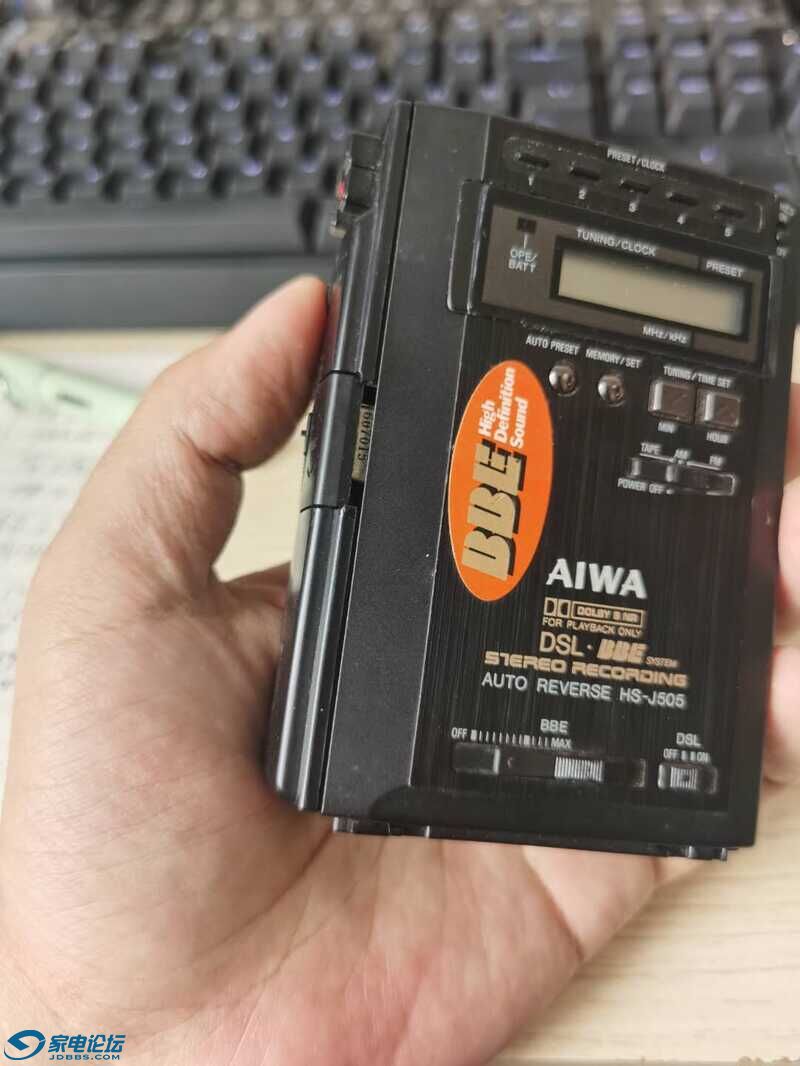 PRESET/CLOCK
1 2 3 4 5
TUNING/CLOCK
PRESET
OPE/
BATT
MHz/kHz
AUTO PRESET MEMORY/SET TUNING/TIME SET
MIN HOUR
TAPE AM FM
POWER OFF
BBE
High
Definition
Sound
AIWA
DOLBY B NR
FOR PLAYBACK ONLY
DSL · BBE SYSTEM
STEREO RECORDING
AUTO REVERSE HS-J505
BBE
OFF MAX
DSL
OFF ON
家电论坛
JDBBS.COM